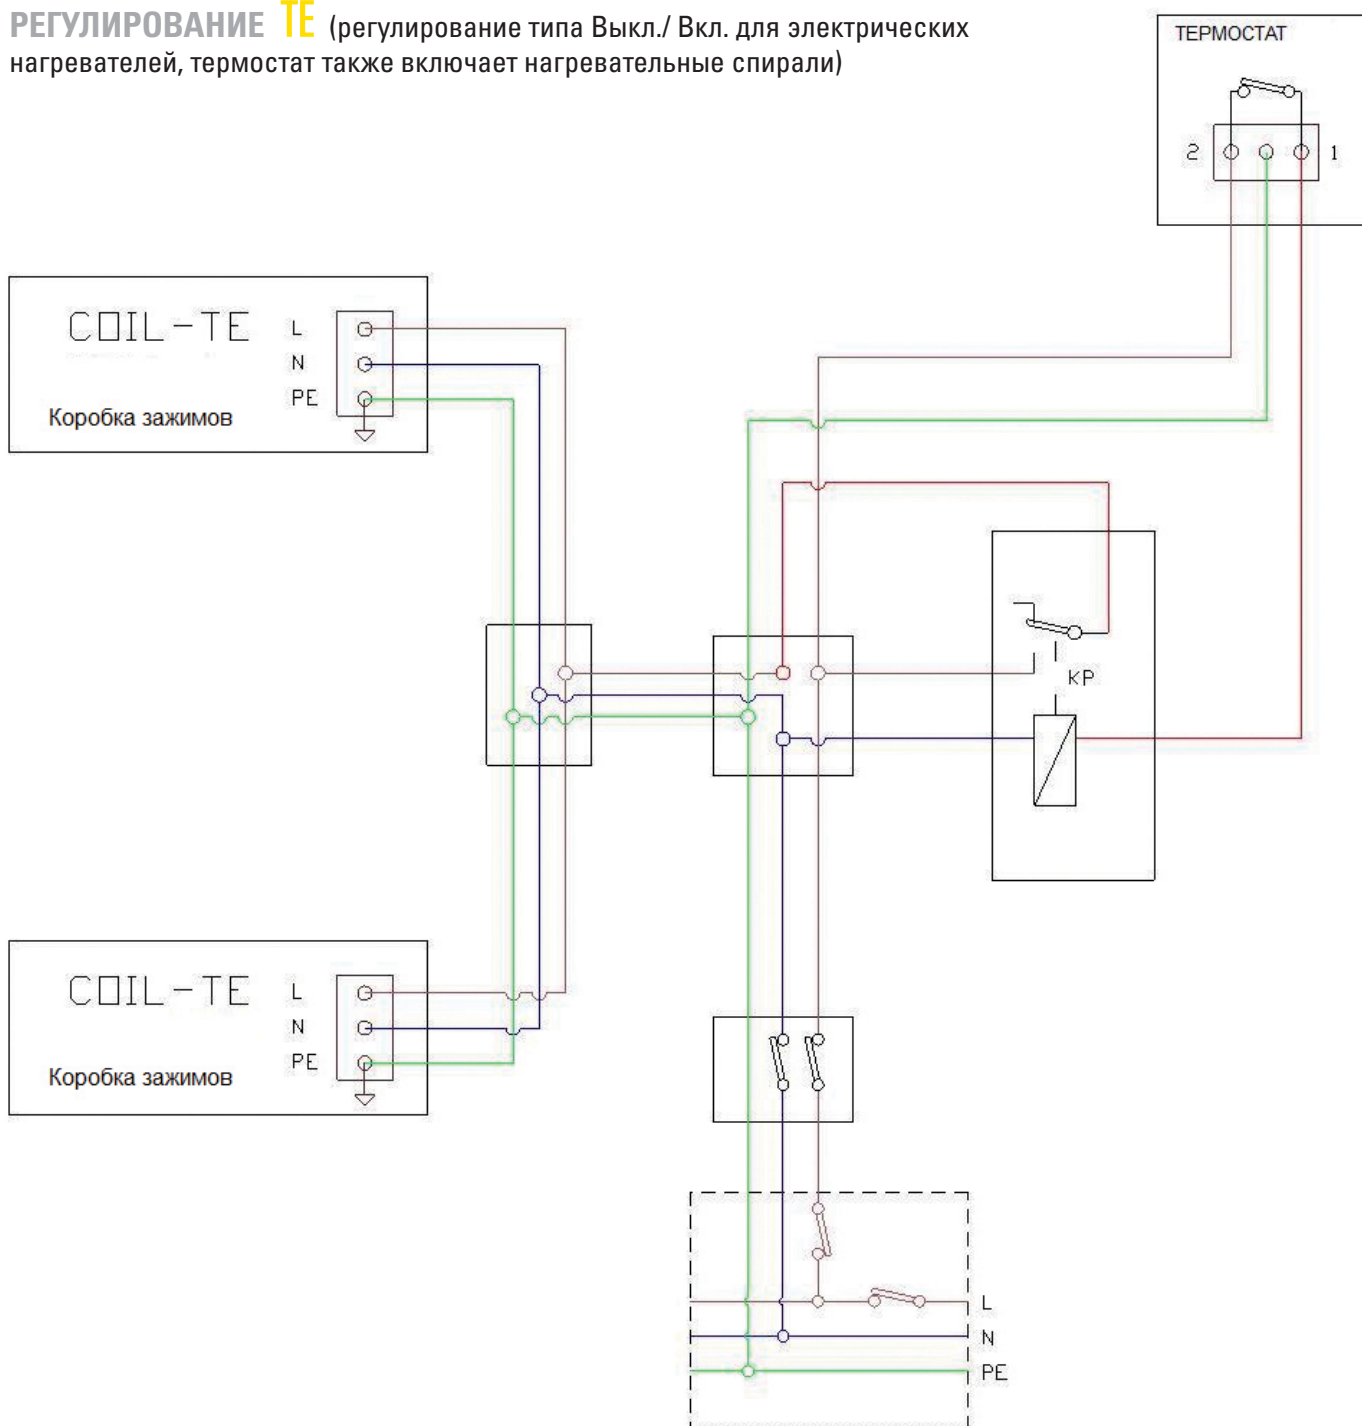 РЕГУЛИРОВАНИЕ TE (регулирование типа Выкл./ Вкл. для электрических
нагревателей, термостат также включает нагревательные спирали)
ТЕРМОСТАТ
2 1
COIL-TE
L
N
PE
Коробка зажимов
KP
COIL-TE
L
N
PE
Коробка зажимов
L
N
PE